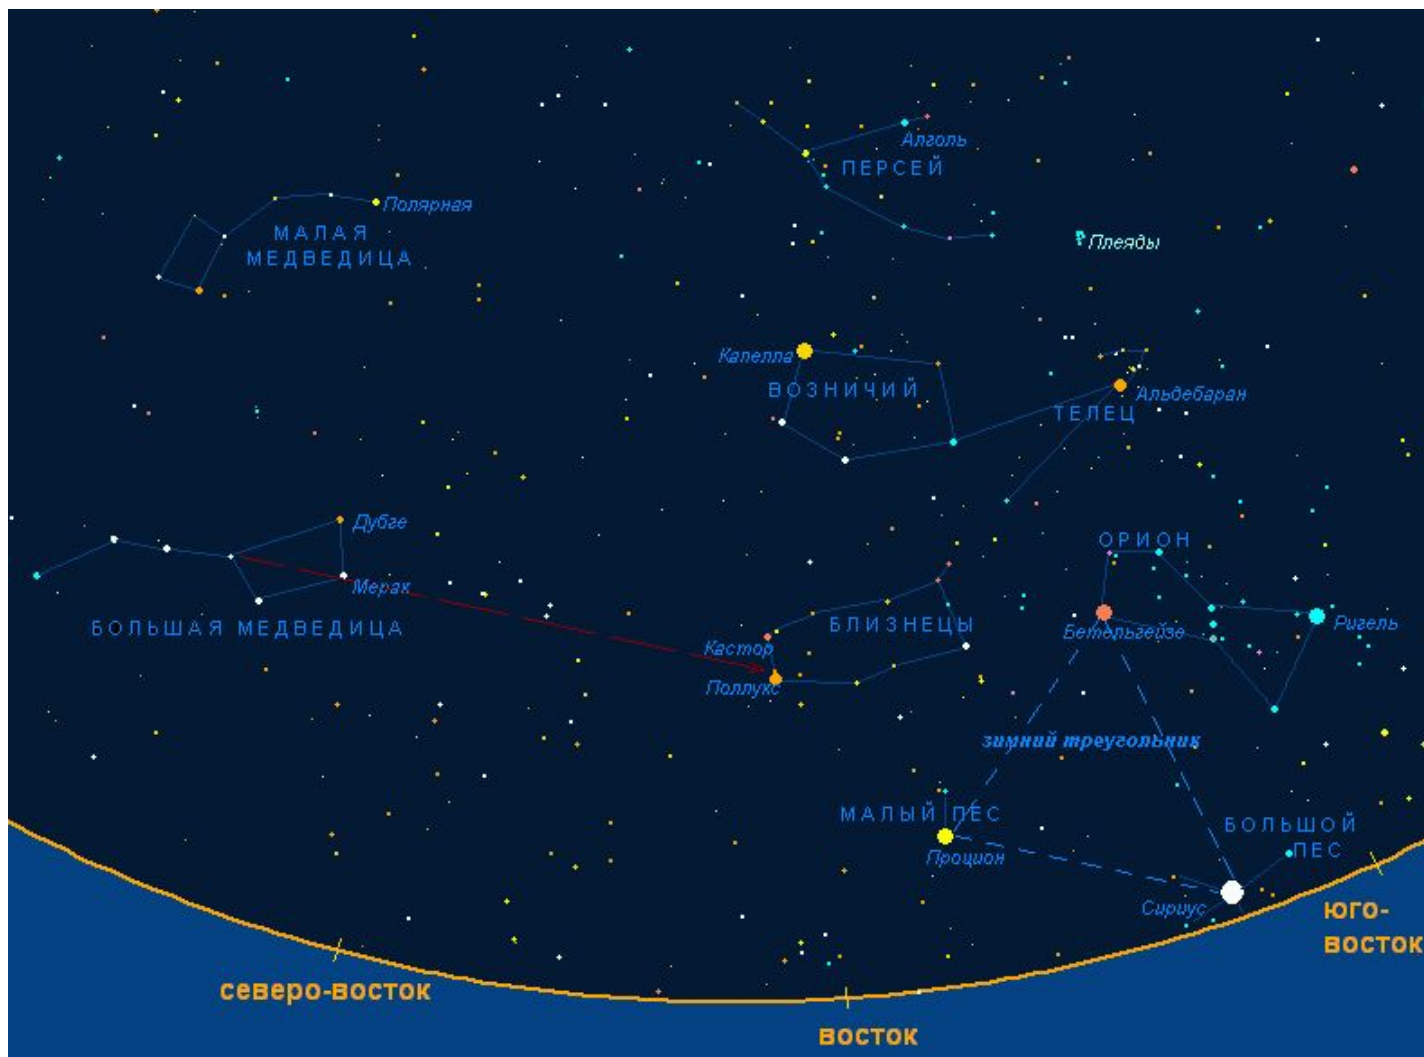 Алголь
ПЕРСЕЙ
Полярная
МАЛАЯ
МЕДВЕДИЦА
Плеяды
Капелла
ВОЗНИЧИЙ
Альдебаран
ТЕЛЕЦ
Дубге
Мерак
БОЛЬШАЯ МЕДВЕДИЦА
ОРИОН
Бетельгейзе
Ригель
БЛИЗНЕЦЫ
Кастор
Поллукс
зимний треугольник
МАЛЫЙ ПЕС
Процион
БОЛЬШОЙ
ПЕС
Сириус
юго-
восток
северо-восток
восток